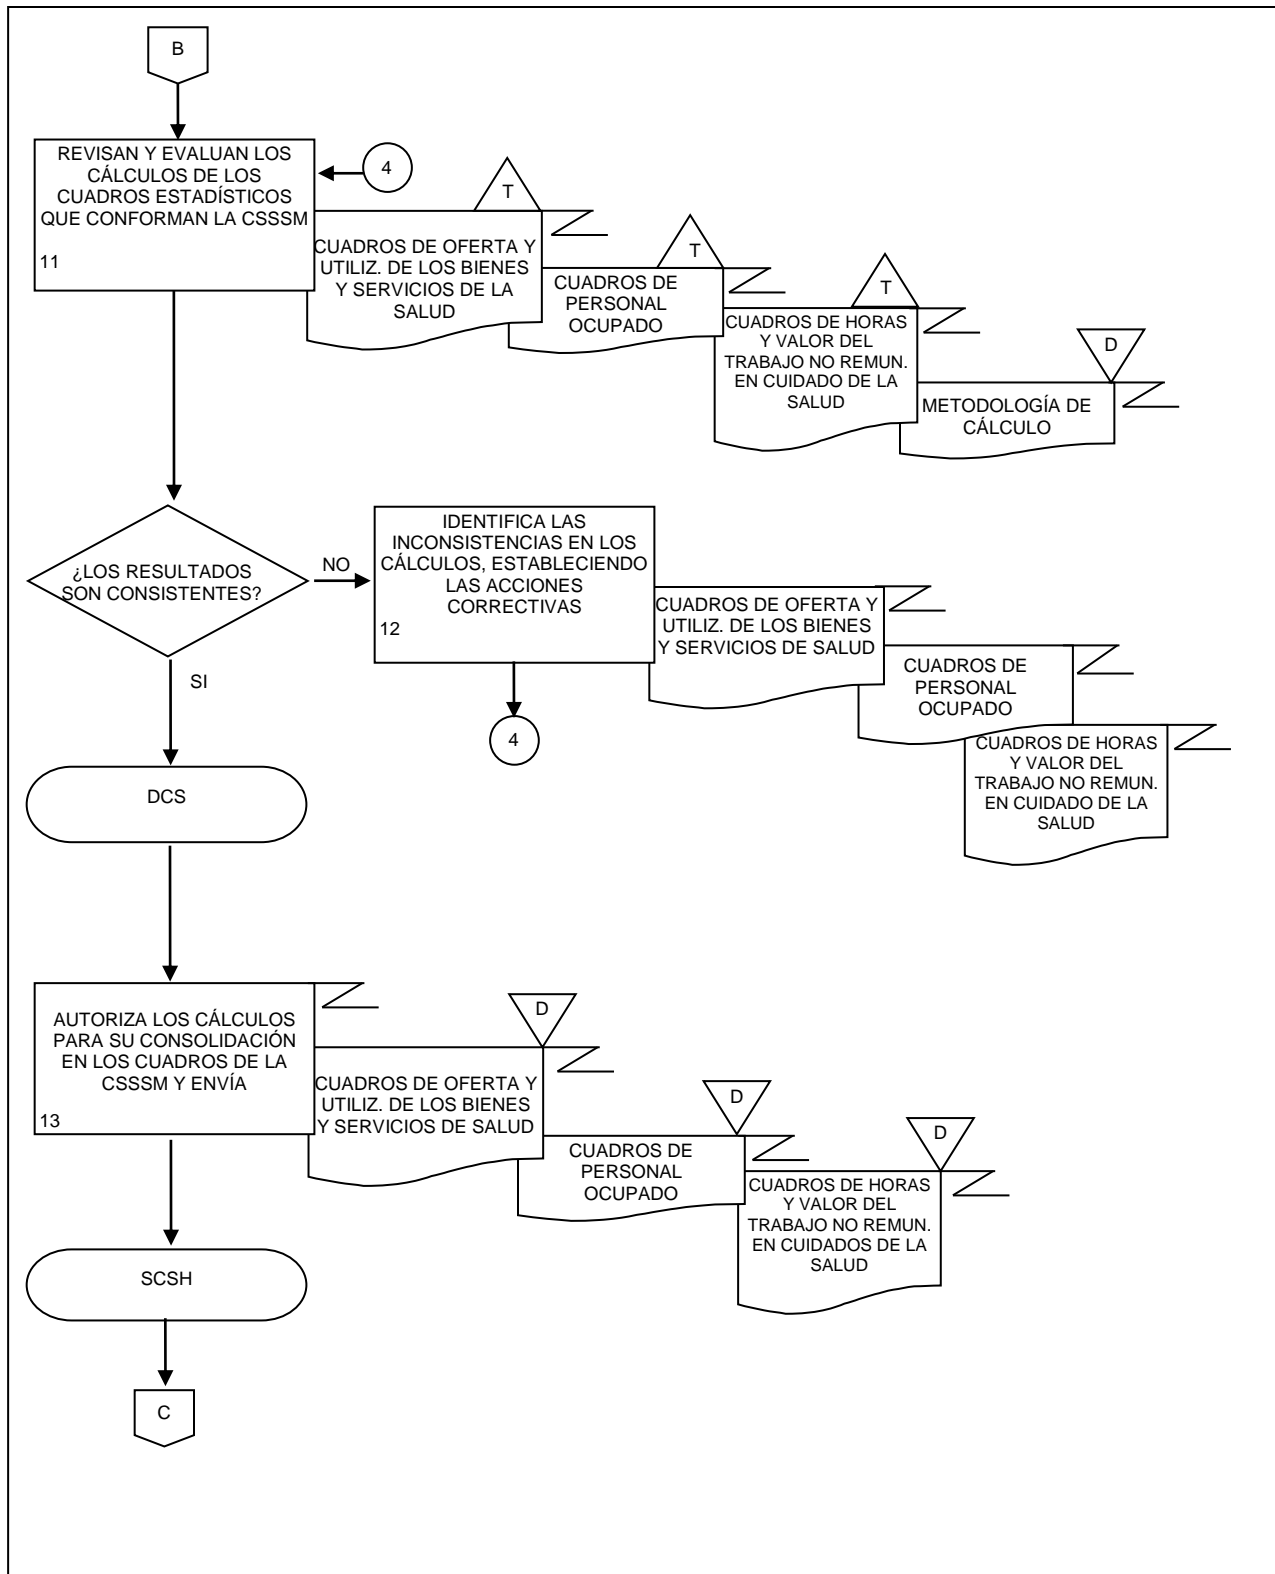 B
REVISAN Y EVALUAN LOS
CÁLCULOS DE LOS
CUADROS ESTADÍSTICOS
QUE CONFORMAN LA CSSSM
11
4
T
CUADROS DE OFERTA Y
UTILIZ. DE LOS BIENES
Y SERVICIOS DE LA
SALUD
T
CUADROS DE
PERSONAL
OCUPADO
T
CUADROS DE HORAS
Y VALOR DEL
TRABAJO NO REMUN.
EN CUIDADO DE LA
SALUD
D
METODOLOGÍA DE
CÁLCULO
¿LOS RESULTADOS
SON CONSISTENTES?
NO
SI
IDENTIFICA LAS
INCONSISTENCIAS EN LOS
CÁLCULOS, ESTABLECIENDO
LAS ACCIONES
CORRECTIVAS
12
CUADROS DE OFERTA Y
UTILIZ. DE LOS BIENES
Y SERVICIOS DE SALUD
CUADROS DE
PERSONAL
OCUPADO
CUADROS DE HORAS
Y VALOR DEL
TRABAJO NO REMUN.
EN CUIDADO DE LA
SALUD
4
DCS
AUTORIZA LOS CÁLCULOS
PARA SU CONSOLIDACIÓN
EN LOS CUADROS DE LA
CSSSM Y ENVÍA
13
D
CUADROS DE OFERTA Y
UTILIZ. DE LOS BIENES
Y SERVICIOS DE SALUD
D
CUADROS DE
PERSONAL
OCUPADO
D
CUADROS DE HORAS
Y VALOR DEL
TRABAJO NO REMUN.
EN CUIDADOS DE LA
SALUD
SCSH
C